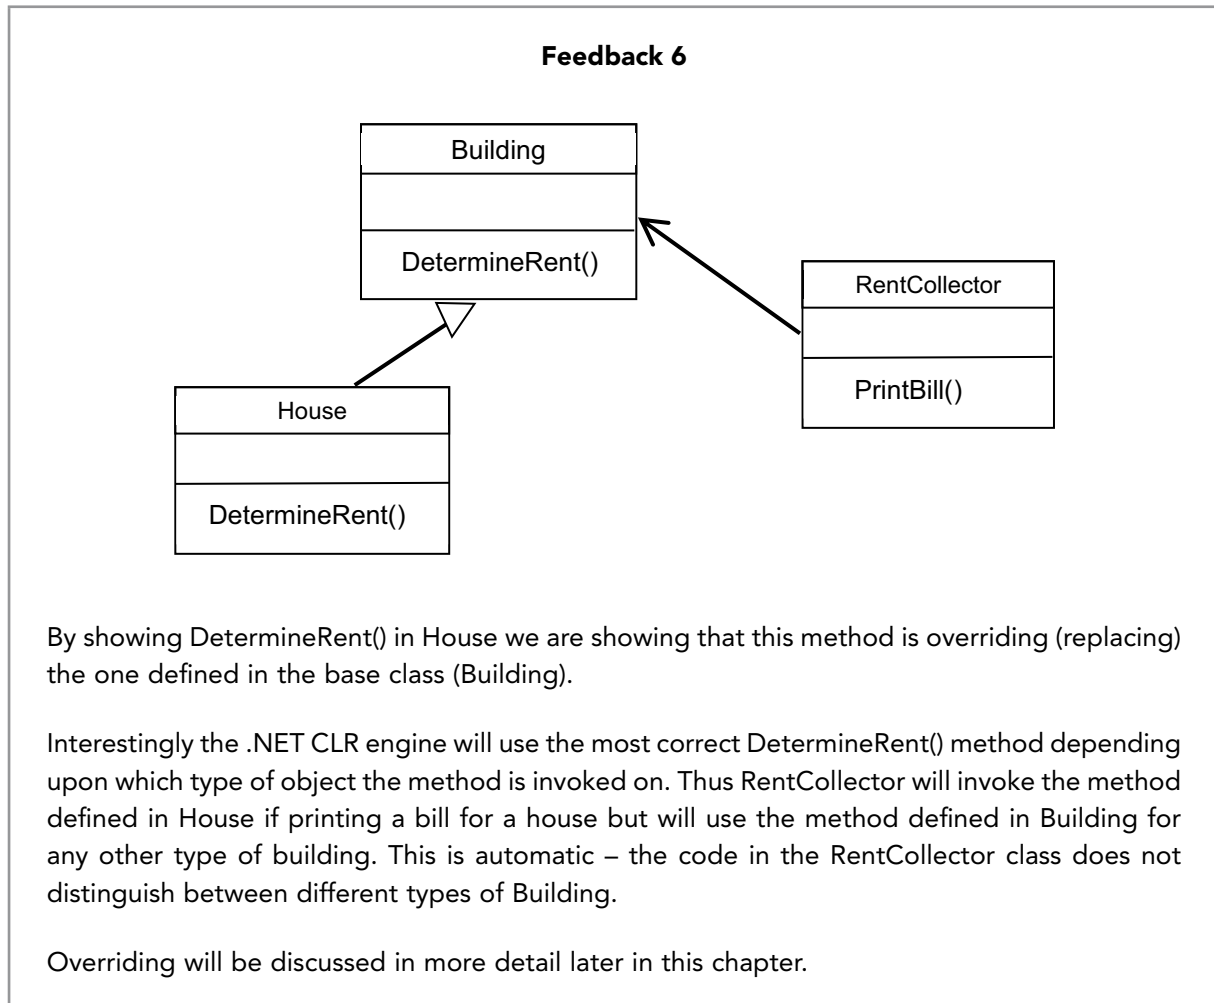 Feedback 6
Building
DetermineRent()
RentCollector
PrintBill()
House
DetermineRent()
By showing DetermineRent() in House we are showing that this method is overriding (replacing)
the one defined in the base class (Building).
Interestingly the .NET CLR engine will use the most correct DetermineRent() method depending
upon which type of object the method is invoked on. Thus RentCollector will invoke the method
defined in House if printing a bill for a house but will use the method defined in Building for
any other type of building. This is automatic – the code in the RentCollector class does not
distinguish between different types of Building.
Overriding will be discussed in more detail later in this chapter.